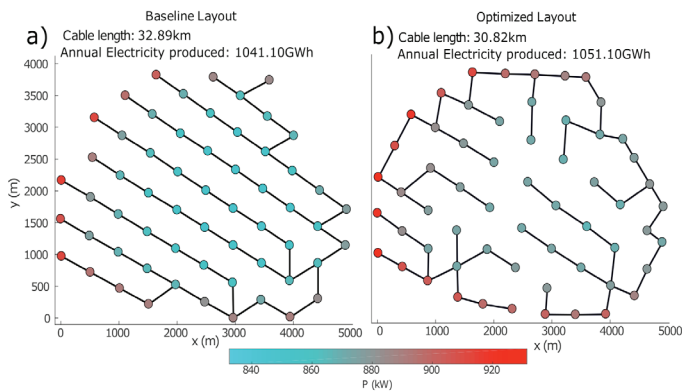 Baseline Layout
a) Cable length: 32.89km
Annual Electricity produced: 1041.10GWh
4000
3500
3000
2500
2000
1500
1000
500
0
y (m)
0 1000 2000 3000 4000 5000
x (m)
Optimized Layout
b) Cable length: 30.82km
Annual Electricity produced: 1051.10GWh
0 1000 2000 3000 4000 5000
x (m)
840 860 880 900 920
P (kW)